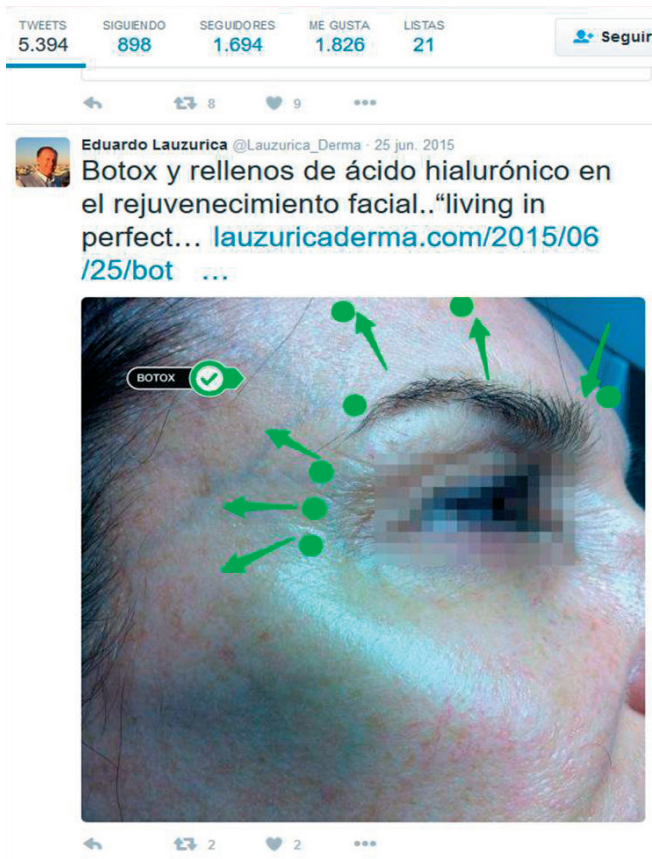 TWEETS SIGUIENDO SEGUIDORES ME GUSTA LISTAS
5.394 898 1.694 1.826 21 Seguir
8 9
Eduardo Lauzurica @Lauzurica_Derma · 25 jun. 2015
Botox y rellenos de ácido hialurónico en
el rejuvenecimiento facial..“living in
perfect… lauzuricaderma.com/2015/06
/25/bot …
BOTOX
2 2